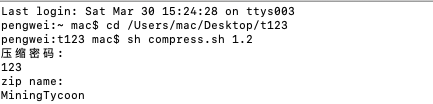 Last login: Sat Mar 30 15:24:28 on ttys003
pengwei:~ mac$ cd /Users/mac/Desktop/t123
pengwei:t123 mac$ sh compress.sh 1.2
压缩密码：
123
zip name:
MiningTycoon